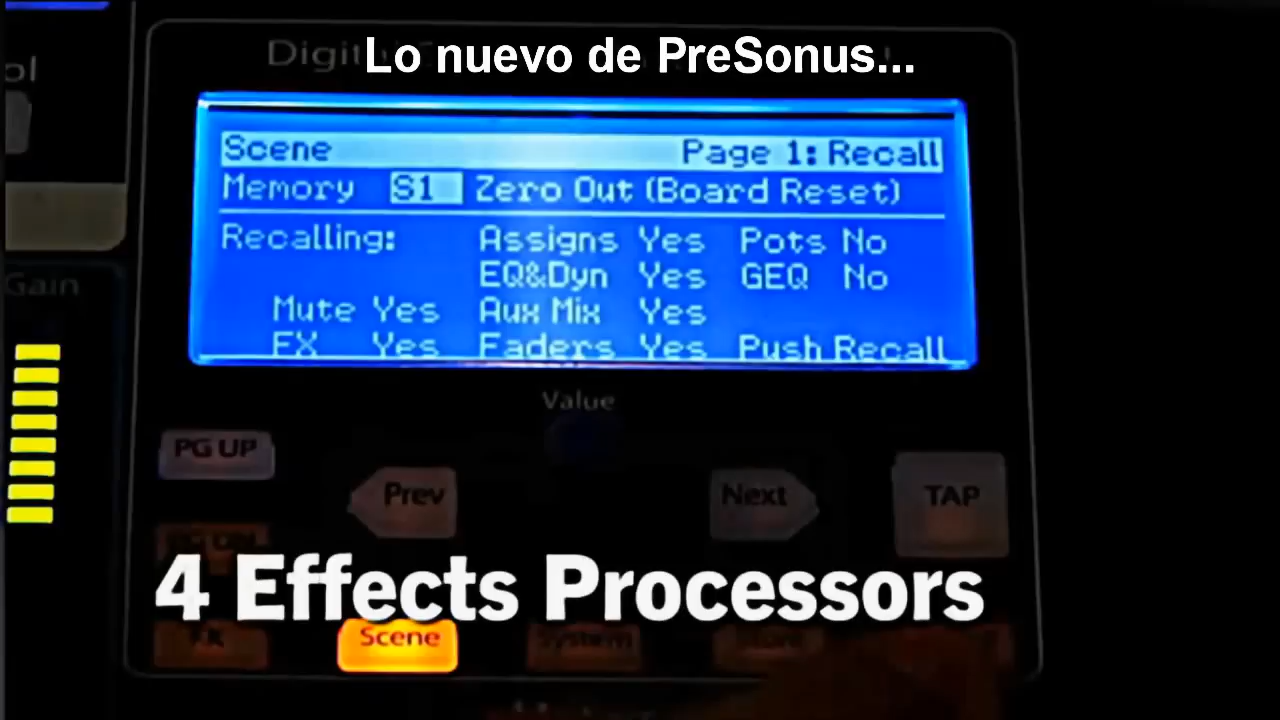 Lo nuevo de PreSonus...
Scene Page 1: Recall
Memory S1 Zero Out (Board Reset)
Recalling: Assigns Yes Pots No
EQ&Dyn Yes GEQ No
Mute Yes Aux Mix Yes
FX Yes Faders Yes Push Recall
Gain
Value
PG UP
Prev
Next
TAP
4 Effects Processors
FX
Scene
System
Store